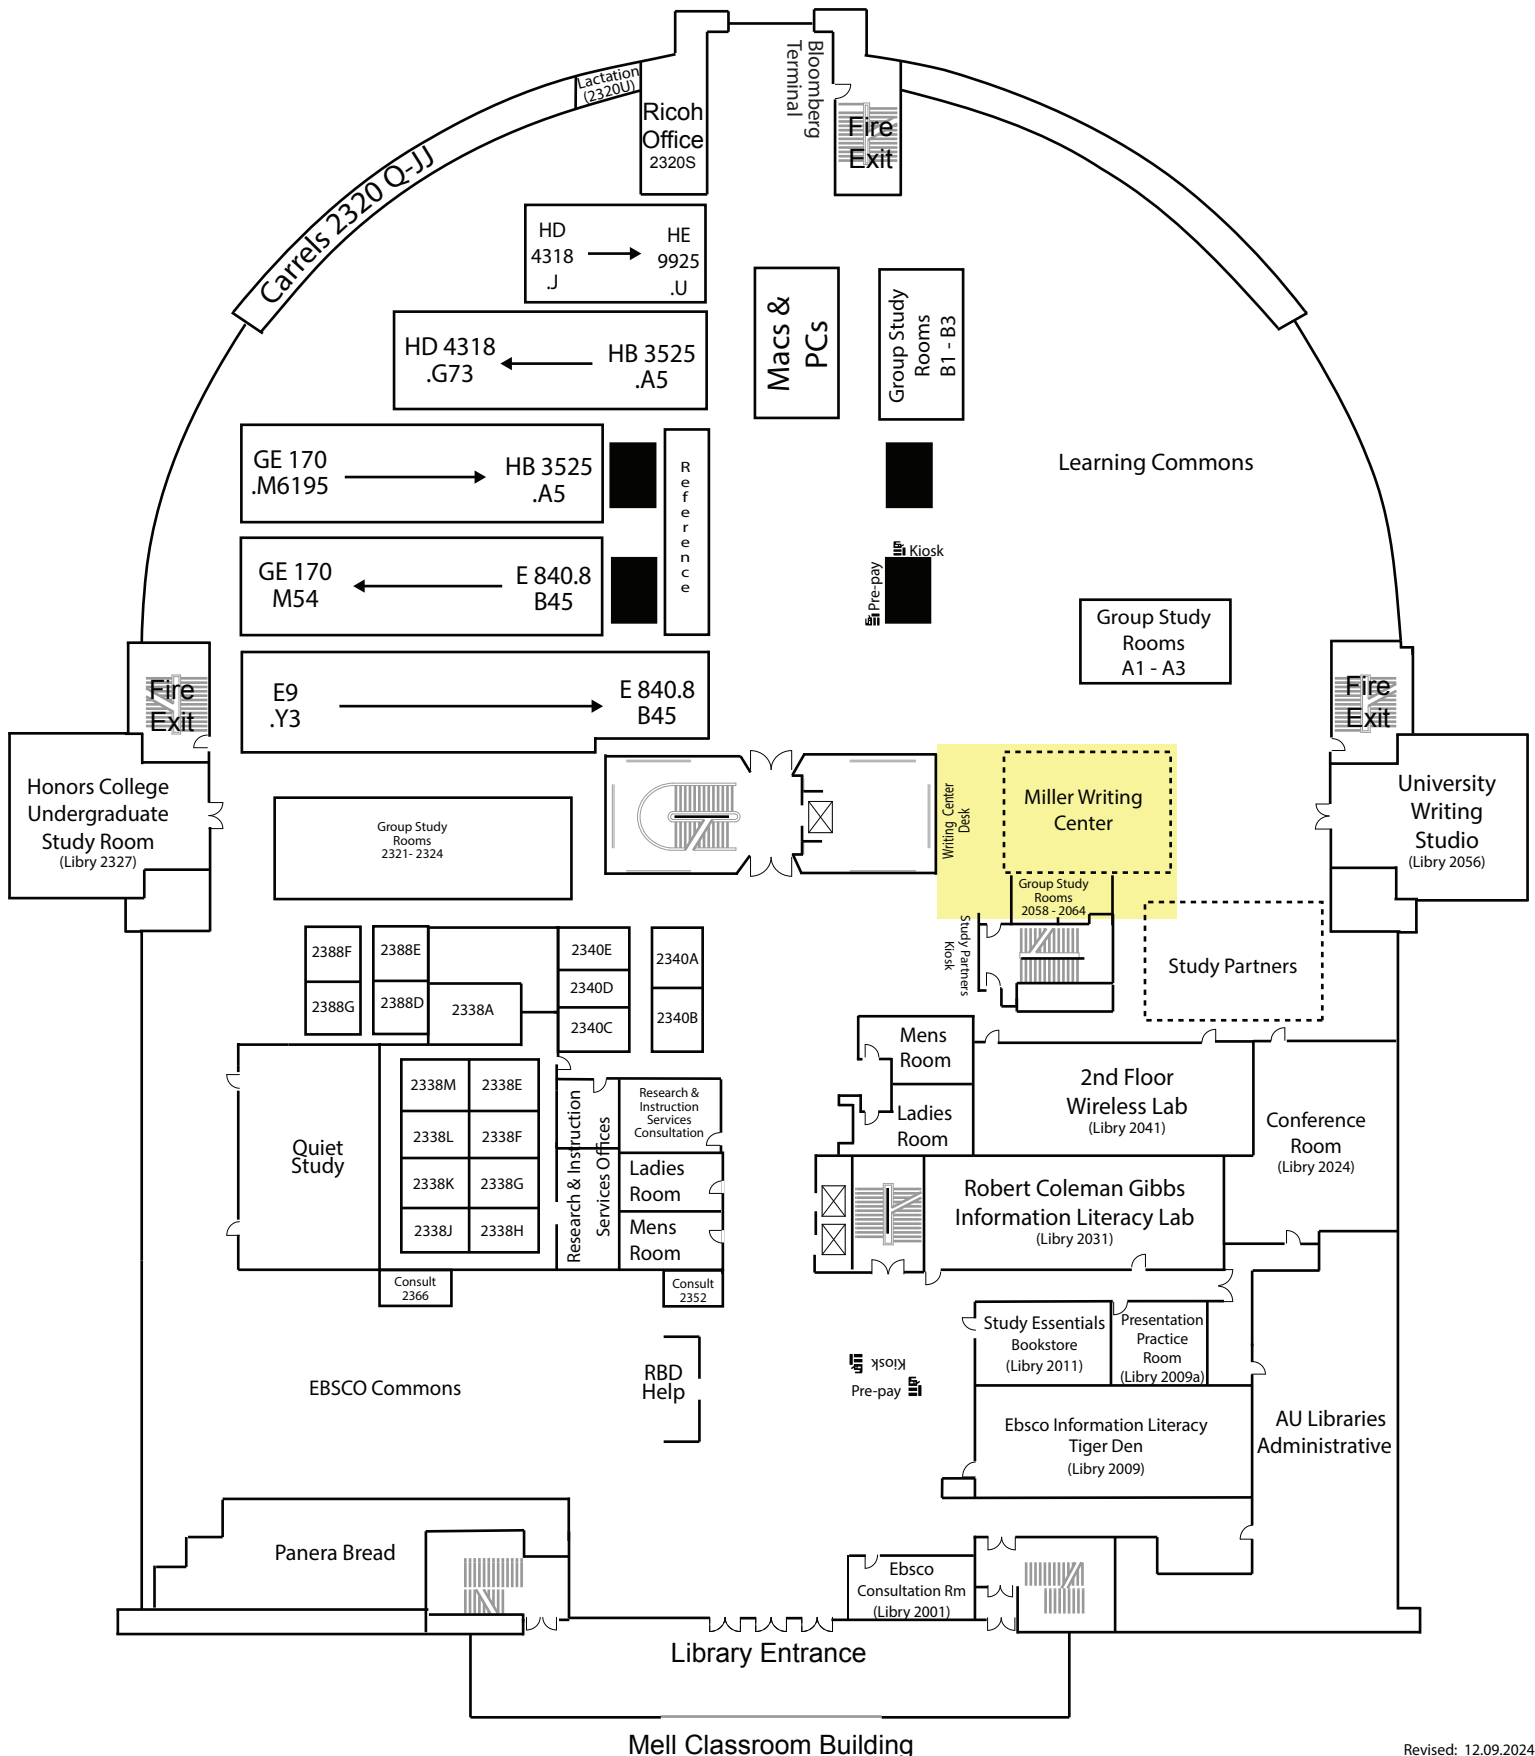 Bloomberg
Terminal
Lactation
(2320U)
Ricoh
Office
2320S
Fire
Exit
Carrels 2320 Q-JJ
HD
4318
.J
HE
9925
.U
HD 4318
.G73
HB 3525
.A5
Macs &
PCs
Group Study
Rooms
B1 - B3
GE 170
.M6195
HB 3525
.A5
Reference
Learning Commons
Kiosk
Pre-pay
GE 170
M54
E 840.8
B45
Group Study
Rooms
A1 - A3
Fire
Exit
E9
.Y3
E 840.8
B45
Fire
Exit
Honors College
Undergraduate
Study Room
(Libry 2327)
Group Study
Rooms
2321- 2324
Writing Center
Desk
Miller Writing
Center
University
Writing
Studio
(Libry 2056)
Group Study
Rooms
2058 - 2064
Study Partners
Kiosk
Study Partners
2388F
2388E
2340E
2340A
2388G
2388D
2338A
2340D
2340C
2340B
Mens
Room
Ladies
Room
2nd Floor
Wireless Lab
(Libry 2041)
Conference
Room
(Libry 2024)
Quiet
Study
2338M
2338E
2338L
2338F
2338K
2338G
2338J
2338H
Research & Instruction
Services Offices
Research &
Instruction
Services
Consultation
Ladies
Room
Mens
Room
Robert Coleman Gibbs
Information Literacy Lab
(Libry 2031)
Consult
2366
Consult
2352
Study Essentials
Bookstore
(Libry 2011)
Presentation
Practice
Room
(Libry 2009a)
EBSCO Commons
RBD
Help
Kiosk
Pre-pay
Ebsco Information Literacy
Tiger Den
(Libry 2009)
AU Libraries
Administrative
Panera Bread
Ebsco
Consultation Rm
(Libry 2001)
Library Entrance
Mell Classroom Building
Revised: 12.09.2024